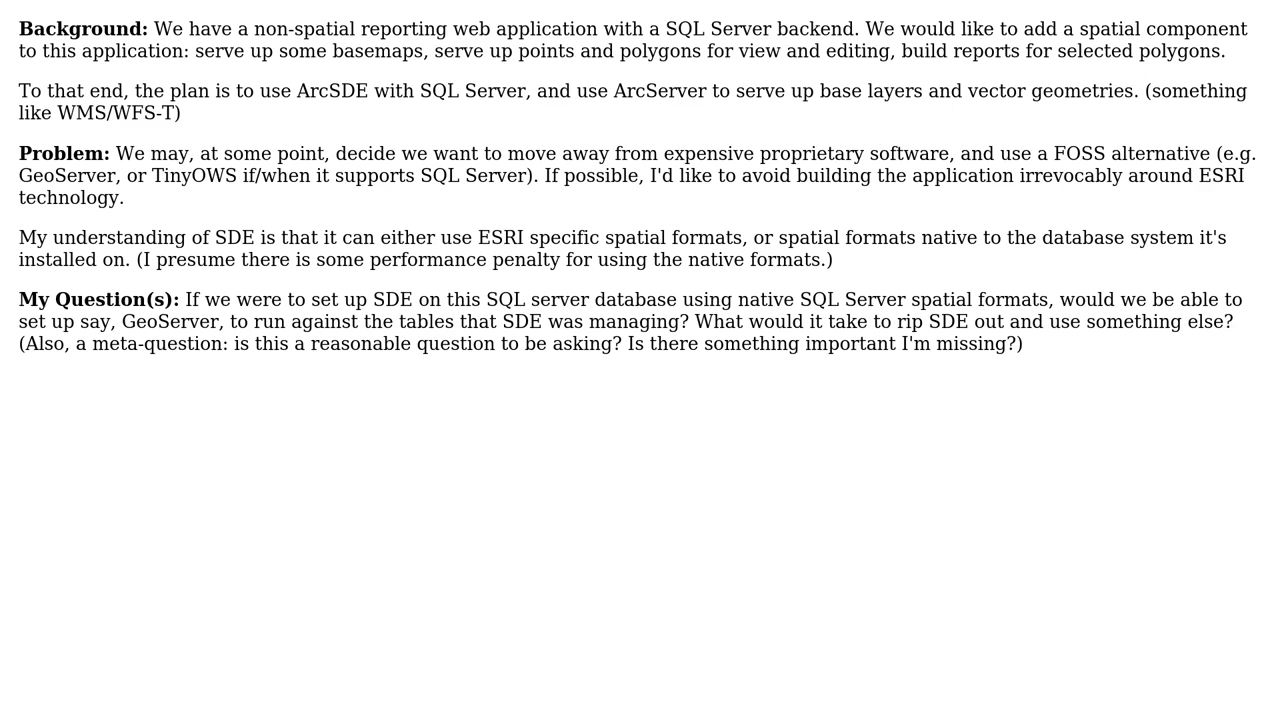 Background: We have a non-spatial reporting web application with a SQL Server backend. We would like to add a spatial component
to this application: serve up some basemaps, serve up points and polygons for view and editing, build reports for selected polygons.
To that end, the plan is to use ArcSDE with SQL Server, and use ArcServer to serve up base layers and vector geometries. (something
like WMS/WFS-T)
Problem: We may, at some point, decide we want to move away from expensive proprietary software, and use a FOSS alternative (e.g.
GeoServer, or TinyOWS if/when it supports SQL Server). If possible, I'd like to avoid building the application irrevocably around ESRI
technology.
My understanding of SDE is that it can either use ESRI specific spatial formats, or spatial formats native to the database system it's
installed on. (I presume there is some performance penalty for using the native formats.)
My Question(s): If we were to set up SDE on this SQL server database using native SQL Server spatial formats, would we be able to
set up say, GeoServer, to run against the tables that SDE was managing? What would it take to rip SDE out and use something else?
(Also, a meta-question: is this a reasonable question to be asking? Is there something important I'm missing?)